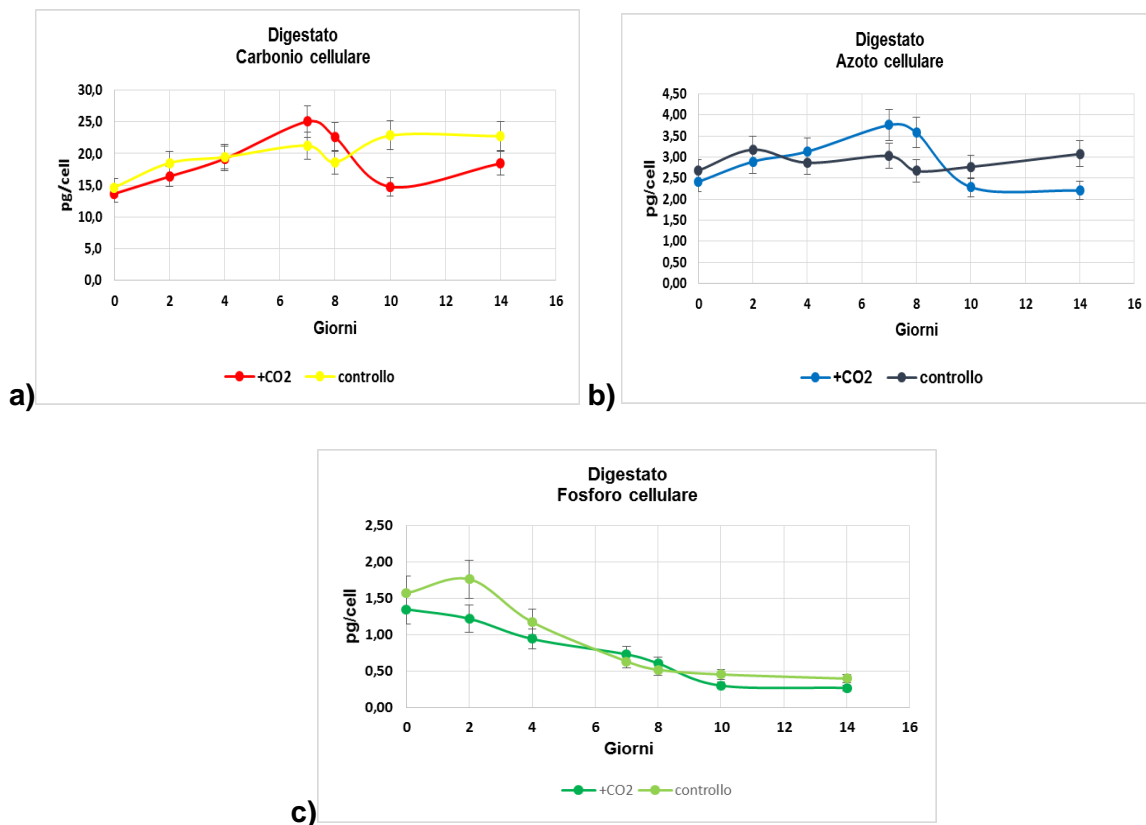 Digestato
Carbonio cellulare
30,0
25,0
20,0
15,0
10,0
5,0
0,0
pg/cell
0 2 4 6 8 10 12 14 16
Giorni
+CO2 controllo
a)
Digestato
Azoto cellulare
4,50
4,00
3,50
3,00
2,50
2,00
1,50
1,00
0,50
0,00
pg/cell
0 2 4 6 8 10 12 14 16
Giorni
+CO2 controllo
b)
Digestato
Fosforo cellulare
2,50
2,00
1,50
1,00
0,50
0,00
pg/cell
0 2 4 6 8 10 12 14 16
Giorni
+CO2 controllo
c)